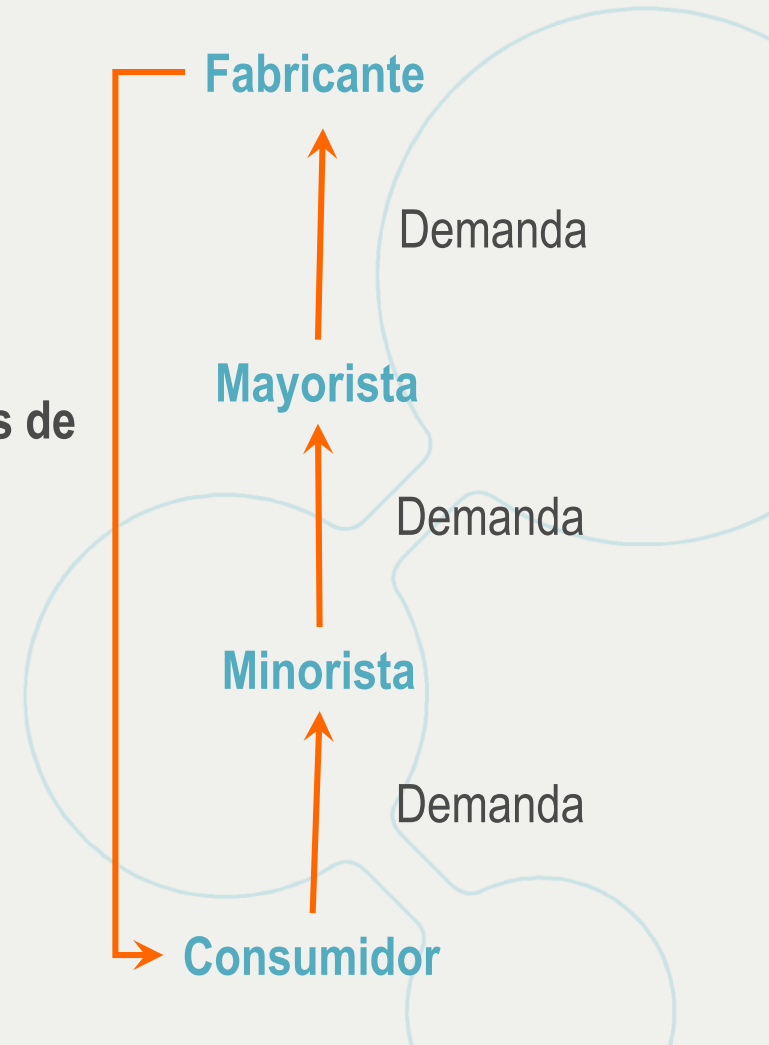 Fabricante
Demanda
Mayorista
s de
Demanda
Minorista
Demanda
Consumidor